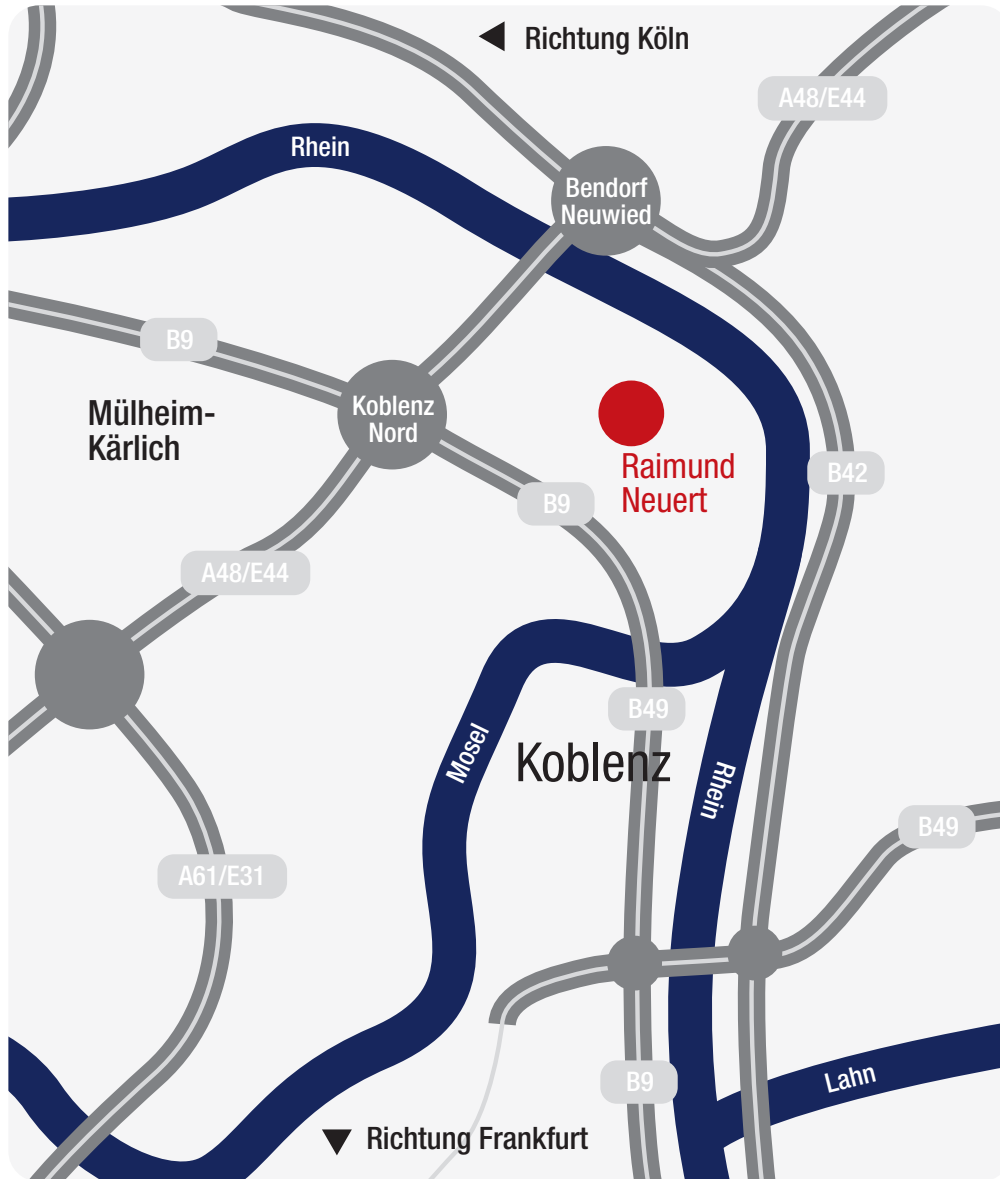 Richtung Köln
A48/E44
Rhein
Bendorf
Neuwied
B9
Mülheim-
Kärlich
Koblenz
Nord
Raimund
Neuert
B42
B9
A48/E44
B49
Mosel
Koblenz
Rhein
B49
A61/E31
B9
Lahn
Richtung Frankfurt